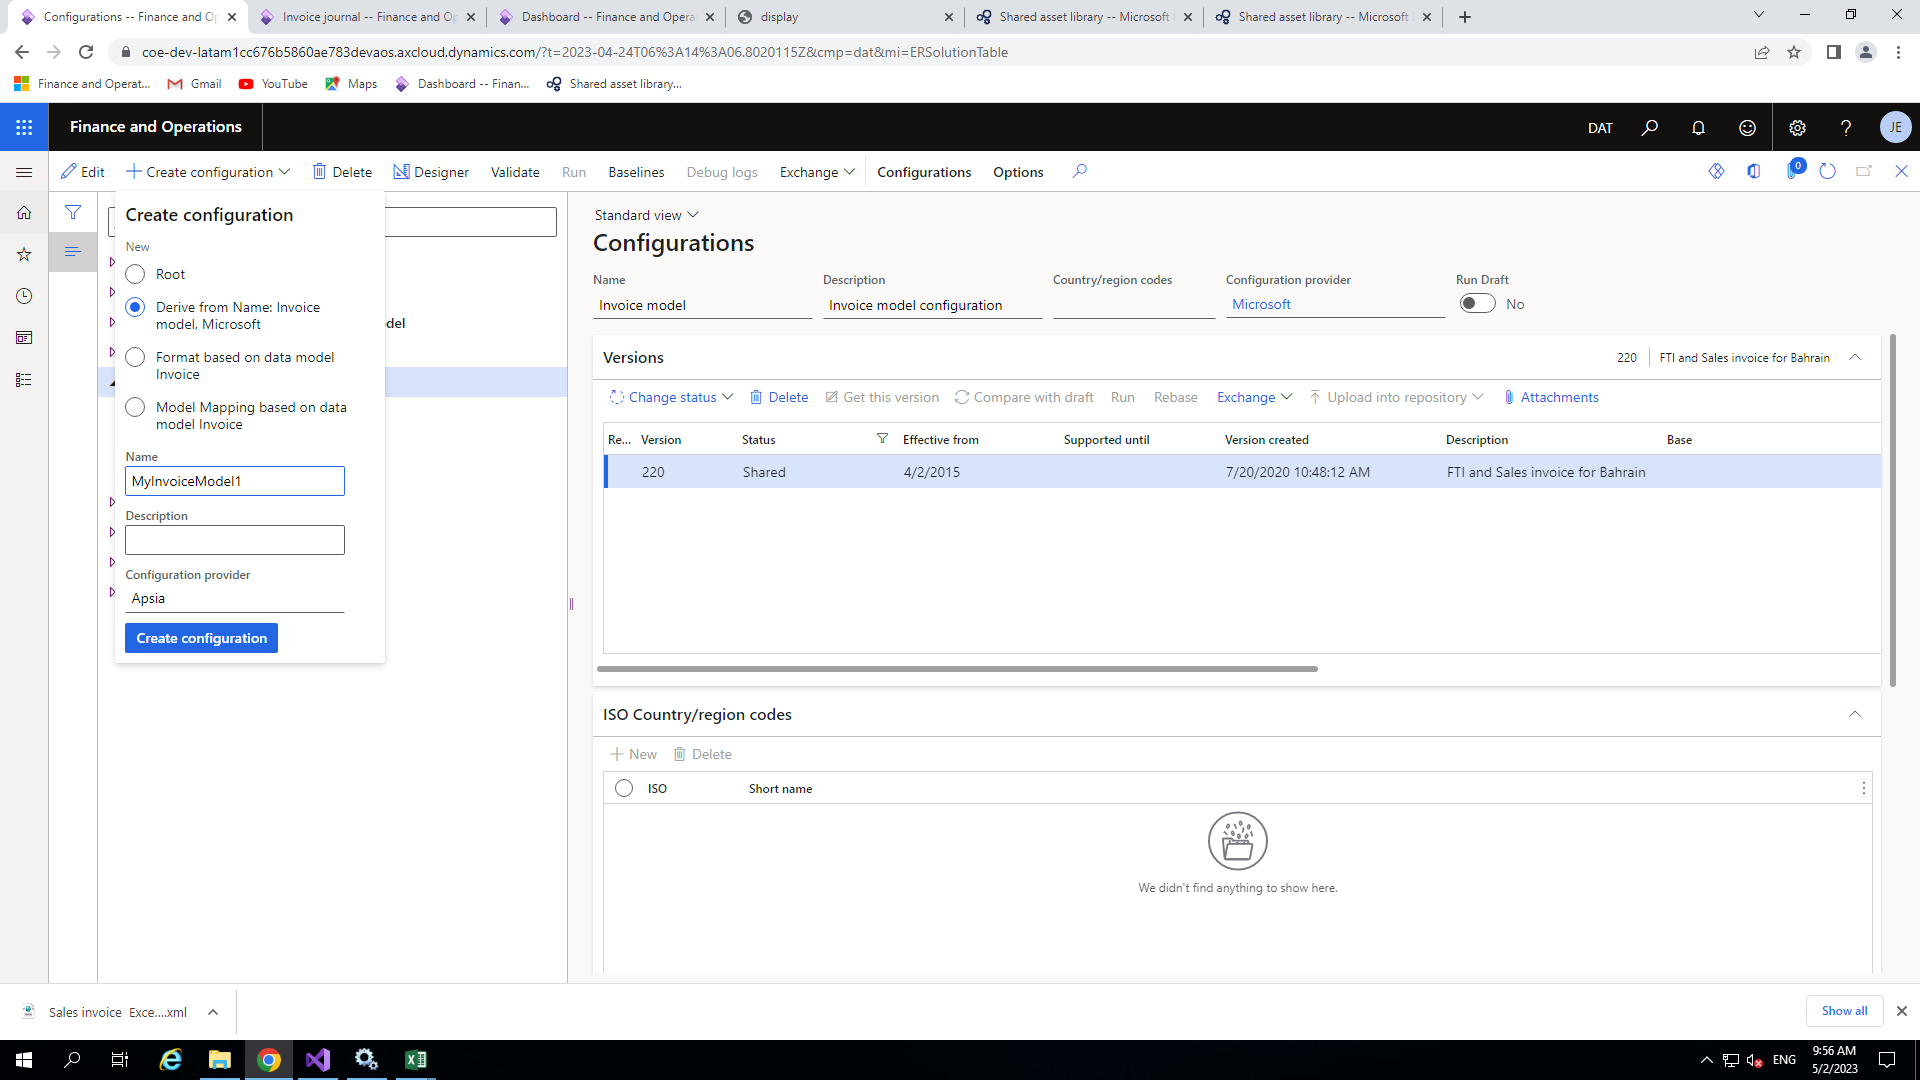 Configurations -- Finance and Op
Invoice journal -- Finance and Op
Dashboard -- Finance and Opera
display
Shared asset library -- Microsoft
Shared asset library -- Microsoft
coe-dev-latam1cc676b5860ae783devaos.axcloud.dynamics.com/?t=2023-04-24T06%3A14%3A06.8020115Z&cmp=dat&mi=ERSolutionTable
Finance and Operat...
Gmail
YouTube
Maps
Dashboard -- Finan...
Shared asset library...
Finance and Operations
DAT
JE
Edit
Create configuration
Delete
Designer
Validate
Run
Baselines
Debug logs
Exchange
Configurations
Options
0
Create configuration
New
Root
Derive from Name: Invoice
model, Microsoft
Format based on data model
Invoice
Model Mapping based on data
model Invoice
Name
MyInvoiceModel1
Description
Configuration provider
Apsia
Create configuration
del
Standard view
Configurations
Name
Description
Country/region codes
Configuration provider
Run Draft
Invoice model
Invoice model configuration
Microsoft
No
Versions
220
FTI and Sales invoice for Bahrain
Change status
Delete
Get this version
Compare with draft
Run
Rebase
Exchange
Upload into repository
Attachments
Re...
Version
Status
Effective from
Supported until
Version created
Description
Base
220
Shared
4/2/2015
7/20/2020 10:48:12 AM
FTI and Sales invoice for Bahrain
ISO Country/region codes
New
Delete
ISO
Short name
We didn't find anything to show here.
Sales invoice Exce....xml
Show all
ENG
9:56 AM
5/2/2023